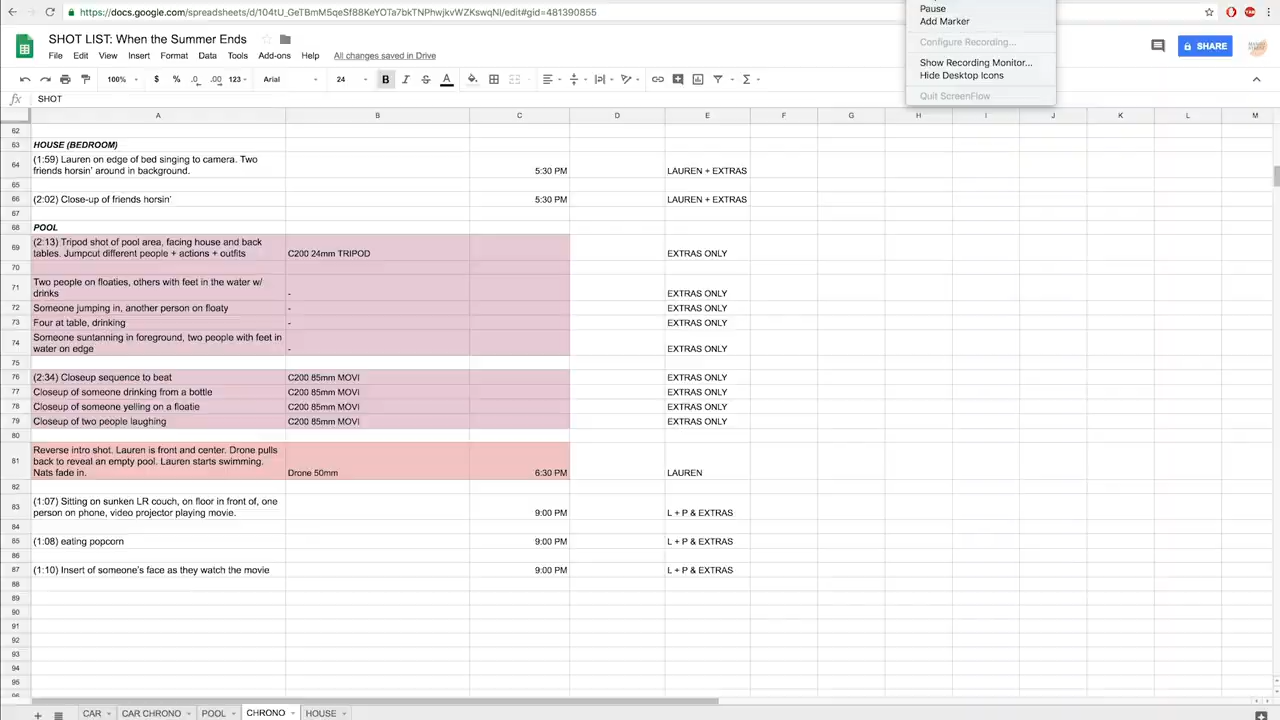 https://docs.google.com/spreadsheets/d/104tU_GeTBmM5qeSf88KeYOTa7bkTNPhwjkvWZKswqNI/edit#gid=481390855
Pause
Add Marker
Configure Recording...
Show Recording Monitor...
Hide Desktop Icons
Quit ScreenFlow
SHOT LIST: When the Summer Ends
File Edit View Insert Format Data Tools Add-ons Help All changes saved in Drive
SHARE
100% $ % .0 .00 123 Arial 24 B I S A
fx SHOT
A B C D E F G H I J K L M
62
63 HOUSE (BEDROOM)
64 (1:59) Lauren on edge of bed singing to camera. Two
friends horsin' around in background. 5:30 PM LAUREN + EXTRAS
65
66 (2:02) Close-up of friends horsin' 5:30 PM LAUREN + EXTRAS
67
68 POOL
69 (2:13) Tripod shot of pool area, facing house and back
tables. Jumpcut different people + actions + outfits C200 24mm TRIPOD EXTRAS ONLY
70
71 Two people on floaties, others with feet in the water w/
drinks - EXTRAS ONLY
72 Someone jumping in, another person on floaty - EXTRAS ONLY
73 Four at table, drinking - EXTRAS ONLY
74 Someone suntanning in foreground, two people with feet in
water on edge - EXTRAS ONLY
75
76 (2:34) Closeup sequence to beat C200 85mm MOVI EXTRAS ONLY
77 Closeup of someone drinking from a bottle C200 85mm MOVI EXTRAS ONLY
78 Closeup of someone yelling on a floatie C200 85mm MOVI EXTRAS ONLY
79 Closeup of two people laughing C200 85mm MOVI EXTRAS ONLY
80
81 Reverse intro shot. Lauren is front and center. Drone pulls
back to reveal an empty pool. Lauren starts swimming.
Nats fade in. Drone 50mm 6:30 PM LAUREN
82
83 (1:07) Sitting on sunken LR couch, on floor in front of, one
person on phone, video projector playing movie. 9:00 PM L + P & EXTRAS
84
85 (1:08) eating popcorn 9:00 PM L + P & EXTRAS
86
87 (1:10) Insert of someone's face as they watch the movie 9:00 PM L + P & EXTRAS
88
89
90
91
92
93
94
95
96
CAR CAR CHRONO POOL CHRONO HOUSE